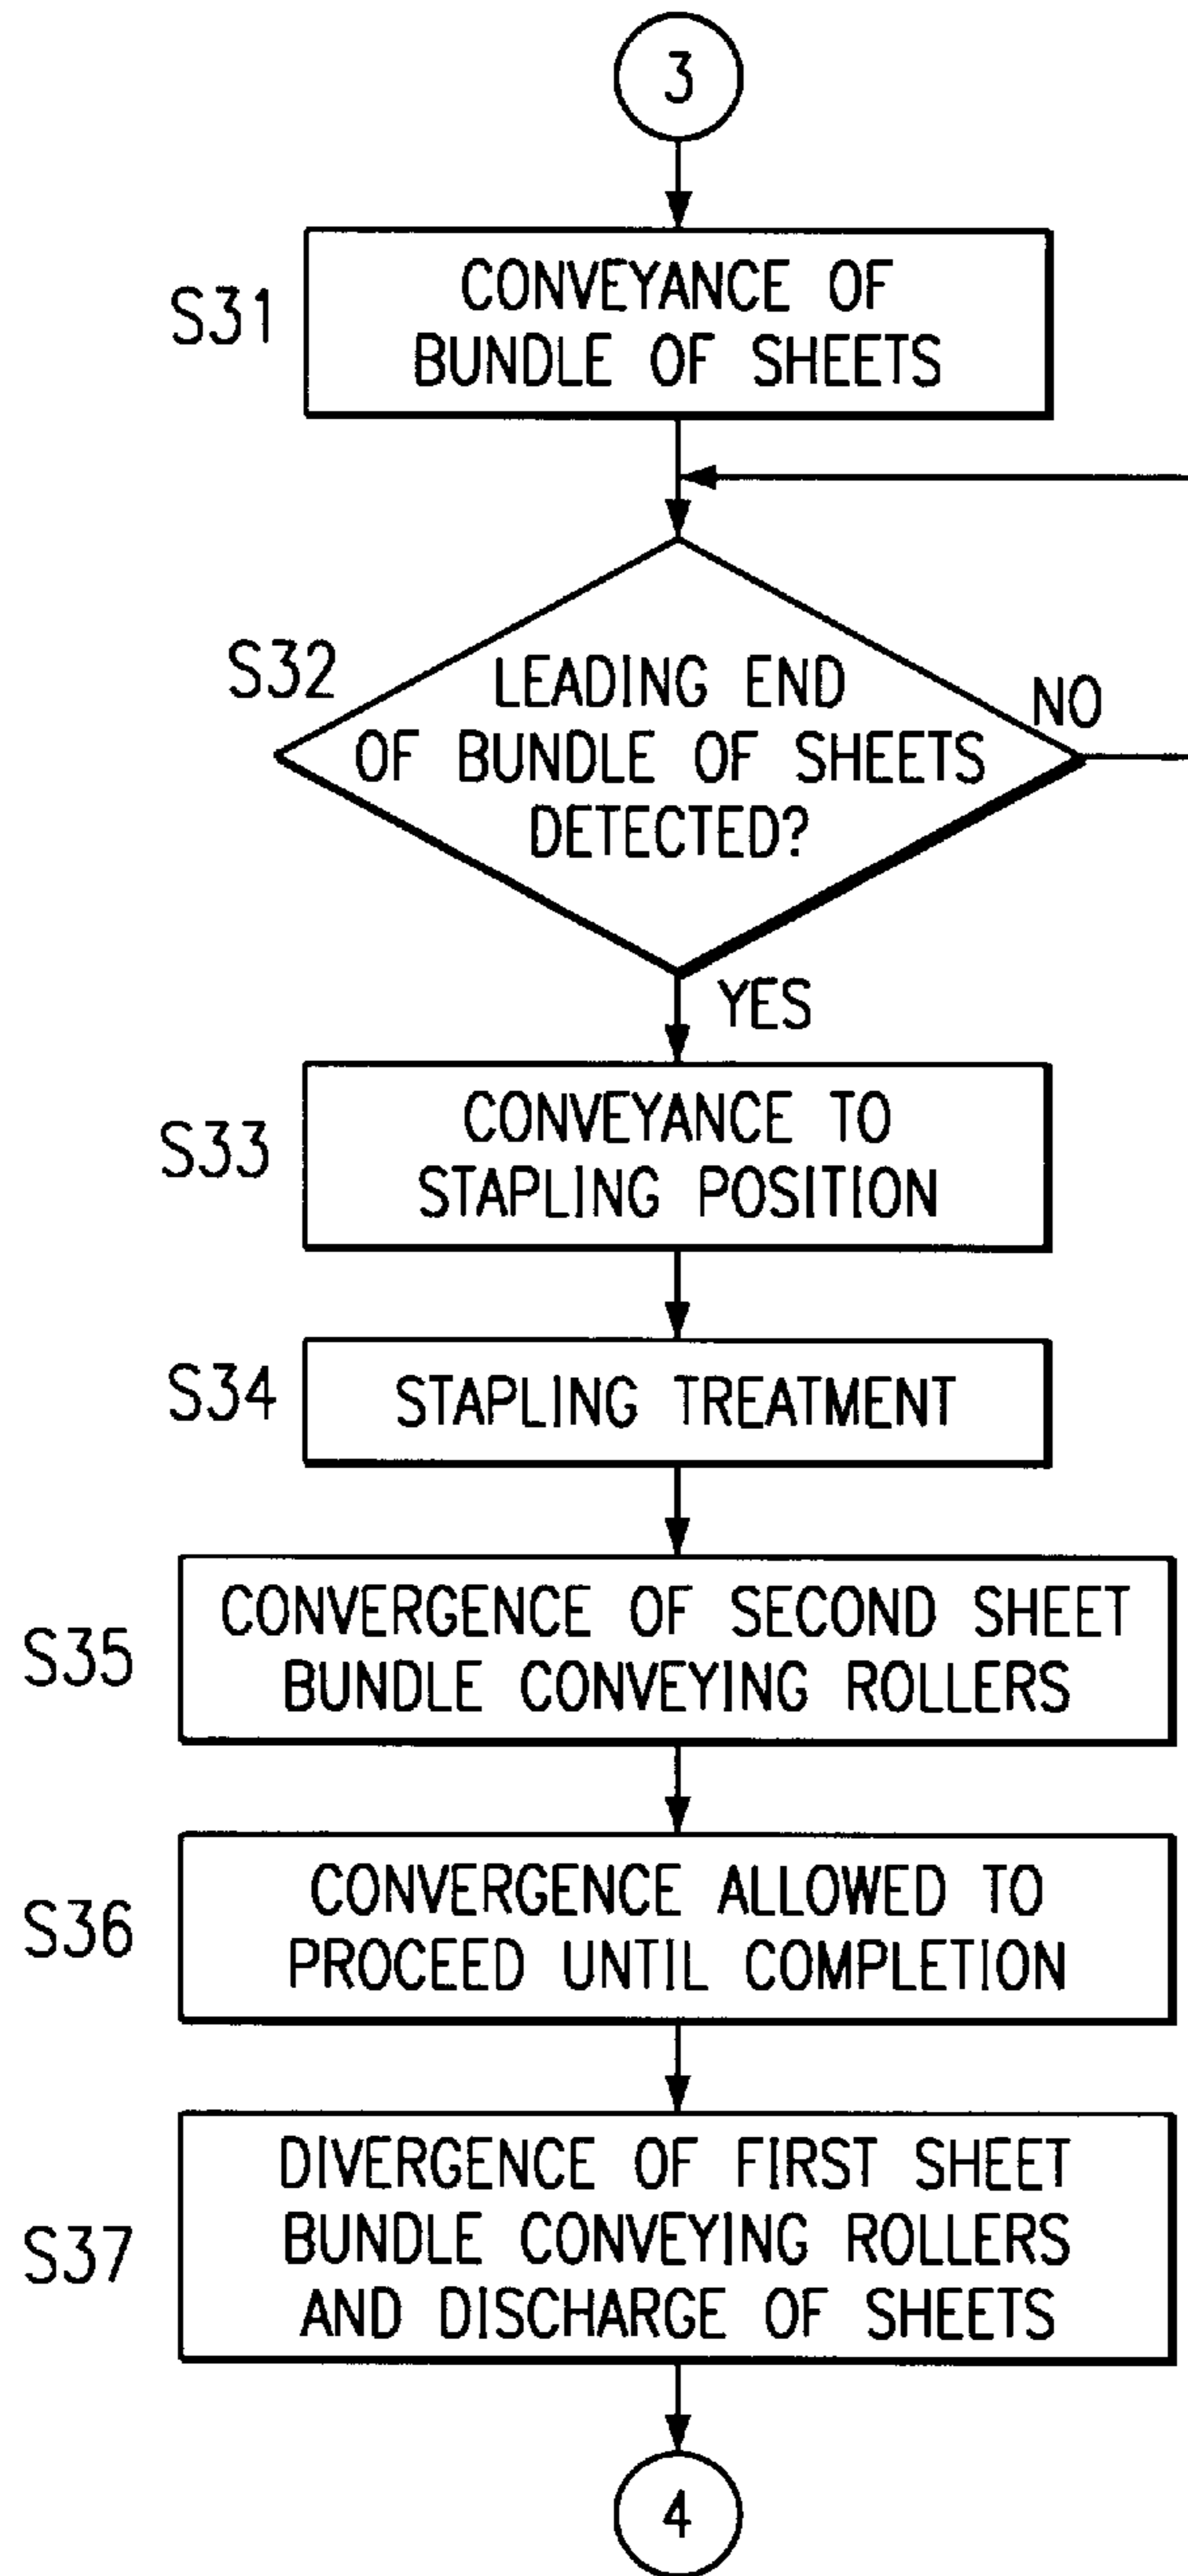 3
S31
CONVEYANCE OF
BUNDLE OF SHEETS
S32
LEADING END
OF BUNDLE OF SHEETS
DETECTED?
NO
YES
S33
CONVEYANCE TO
STAPLING POSITION
S34
STAPLING TREATMENT
S35
CONVERGENCE OF SECOND SHEET
BUNDLE CONVEYING ROLLERS
S36
CONVERGENCE ALLOWED TO
PROCEED UNTIL COMPLETION
S37
DIVERGENCE OF FIRST SHEET
BUNDLE CONVEYING ROLLERS
AND DISCHARGE OF SHEETS
4